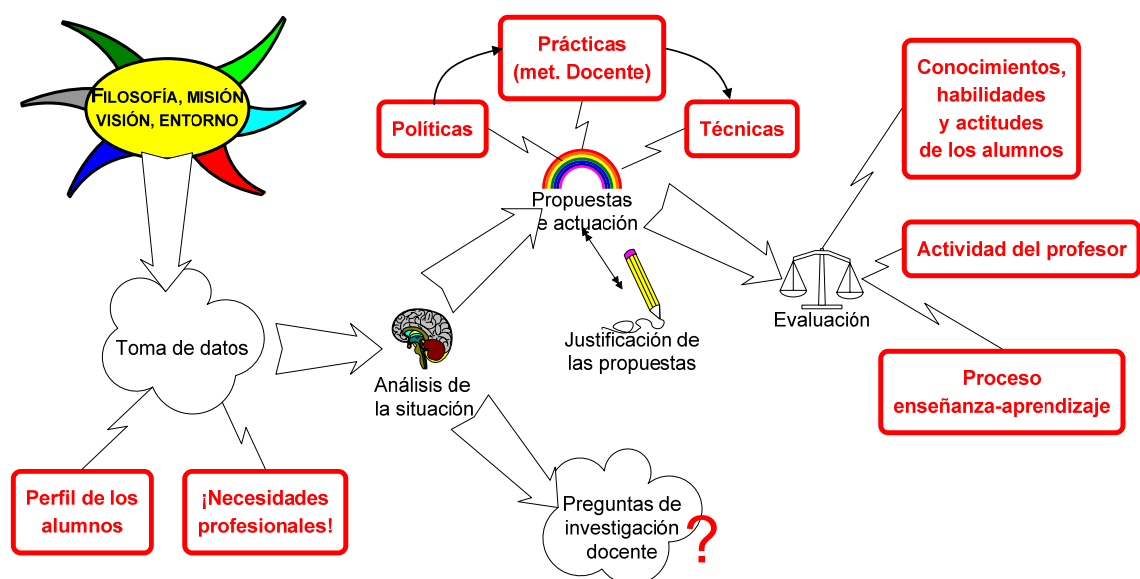 FILOSOFÍA, MISIÓN
VISIÓN, ENTORNO
Prácticas
(met. Docente)
Políticas
Técnicas
Conocimientos,
habilidades
y actitudes
de los alumnos
Propuestas
de actuación
Actividad del profesor
Evaluación
Toma de datos
Justificación de
las propuestas
Análisis de
la situación
Proceso
enseñanza-aprendizaje
Perfil de los
alumnos
¡Necesidades
profesionales!
Preguntas de
investigación
docente
?